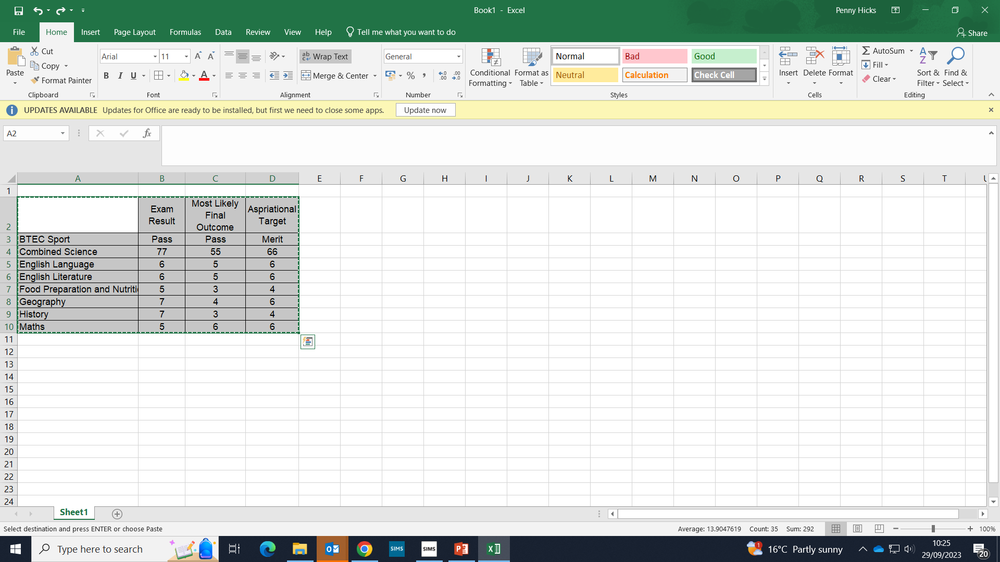 Book1 - Excel
Penny Hicks
File Home Insert Page Layout Formulas Data Review View Help Tell me what you want to do Share
Paste Cut Copy Format Painter Clipboard
Arial 11 B I U A Font
Wrap Text Merge & Center Alignment
General % Number
Conditional Formatting Format as Table
Normal Bad Good
Neutral Calculation Check Cell
Styles
Insert Delete Format Cells
AutoSum Fill Clear Sort & Filter Find & Select Editing
UPDATES AVAILABLE Updates for Office are ready to be installed, but first we need to close some apps. Update now
A2 fx
A B C D E F G H I J K L M N O P Q R S T
1
2 Exam Result Most Likely Final Outcome Aspriational Target
3 BTEC Sport Pass Pass Merit
4 Combined Science 77 55 66
5 English Language 6 5 6
6 English Literature 6 5 6
7 Food Preparation and Nutriti 5 3 4
8 Geography 7 4 6
9 History 7 3 4
10 Maths 5 6 6
11
12
13
14
15
16
17
18
19
20
21
22
23
24
Sheet1
Select destination and press ENTER or choose Paste Average: 13.9047619 Count: 35 Sum: 292 100%
Type here to search SIMS SIMS 16°C Partly sunny 10:25
29/09/2023 20